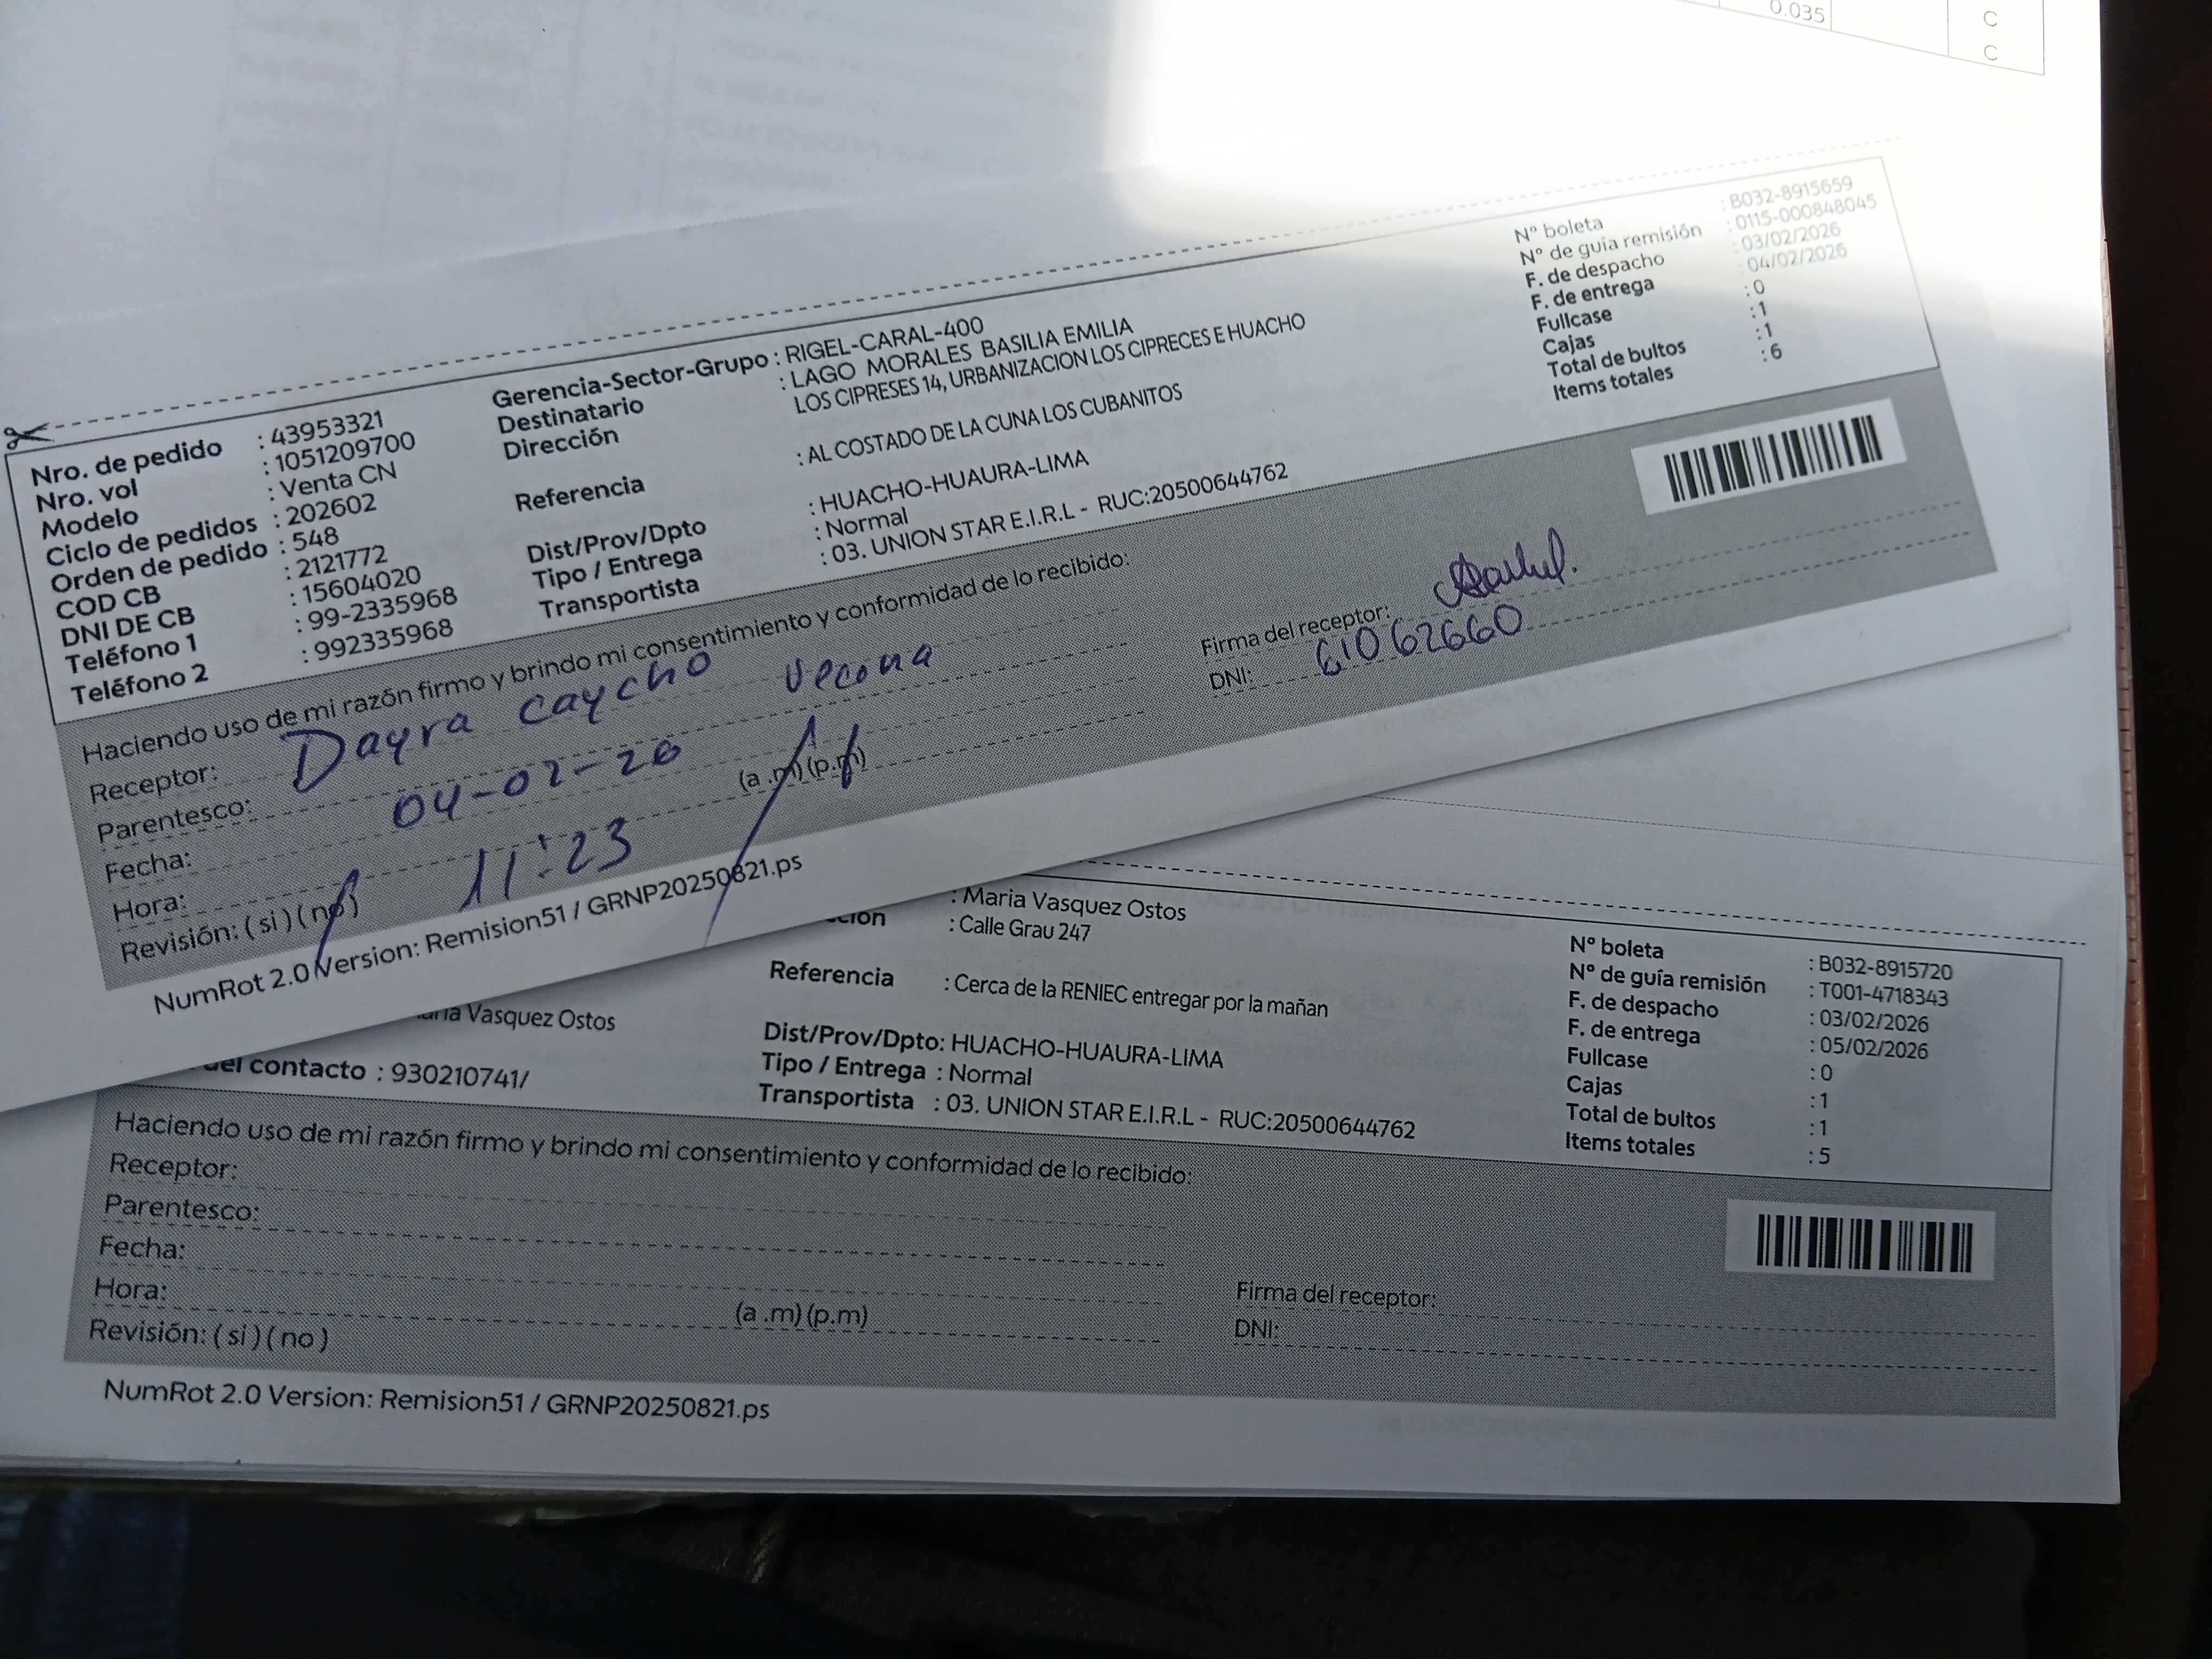 0.035
C
C
Nro. de pedido : 43953321
Nro. vol : 1051209700
Modelo : Venta CN
Ciclo de pedidos : 202602
Orden de pedido : 548
COD CB : 2121772
DNI DE CB : 15604020
Teléfono 1 : 99-2335968
Teléfono 2 : 992335968
Gerencia-Sector-Grupo : RIGEL-CARAL-400
Destinatario : LAGO MORALES BASILIA EMILIA
Dirección LOS CIPRESES 14, URBANIZACION LOS CIPRECES E HUACHO
Referencia : AL COSTADO DE LA CUNA LOS CUBANITOS
Dist/Prov/Dpto : HUACHO-HUAURA-LIMA
Tipo / Entrega : Normal
Transportista : 03. UNION STAR E.I.R.L - RUC:20500644762
N° boleta : B032-8915659
N° de guía remisión : 0115-000848045
F. de despacho : 03/02/2026
F. de entrega : 04/02/2026
Fullcase : 0
Cajas : 1
Total de bultos : 1
Items totales : 6
Haciendo uso de mi razón firmo y brindo mi consentimiento y conformidad de lo recibido:
Receptor: Dayra caycho
Parentesco: vecona
Fecha: 04-02-26
Hora: 11:23 (a .m) (p.m)
Revisión: ( si ) ( no )
Firma del receptor:
DNI: 61062660
NumRot 2.0 Version: Remision51 / GRNP20250821.ps
: Maria Vasquez Ostos
: Calle Grau 247
Referencia : Cerca de la RENIEC entregar por la mañan
Vasquez Ostos
contacto : 930210741/
Dist/Prov/Dpto: HUACHO-HUAURA-LIMA
Tipo / Entrega : Normal
Transportista : 03. UNION STAR E.I.R.L - RUC:20500644762
N° boleta : B032-8915720
N° de guía remisión : T001-4718343
F. de despacho : 03/02/2026
F. de entrega : 05/02/2026
Fullcase : 0
Cajas : 1
Total de bultos : 1
Items totales : 5
Haciendo uso de mi razón firmo y brindo mi consentimiento y conformidad de lo recibido:
Receptor:
Parentesco:
Fecha:
Hora: (a .m) (p.m)
Revisión: ( si ) ( no )
Firma del receptor:
DNI:
NumRot 2.0 Version: Remision51 / GRNP20250821.ps